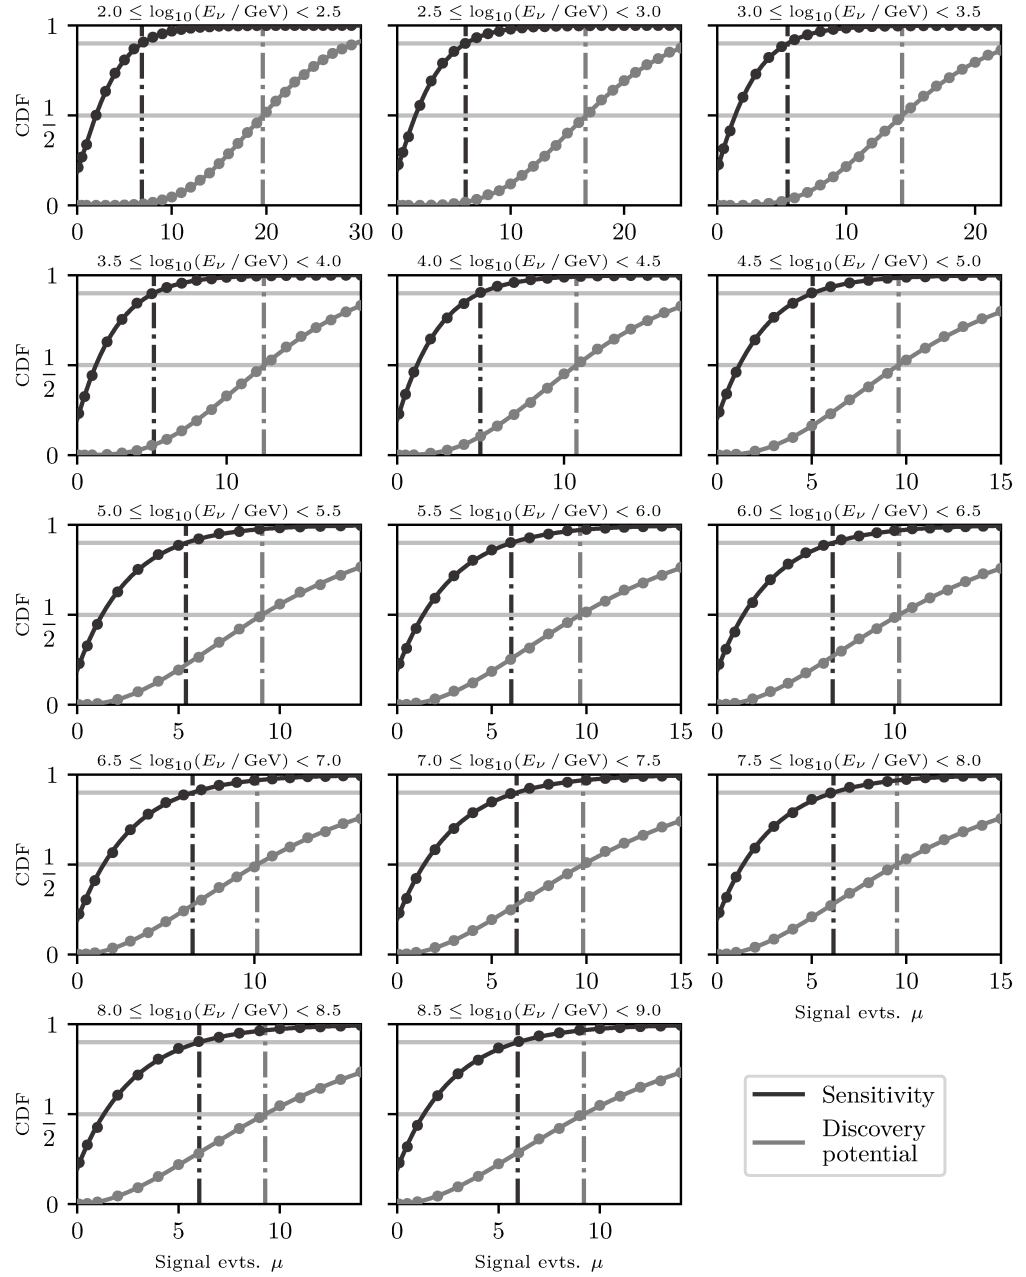 2.0 ≤ log₁₀(Eν / GeV) < 2.5
2.5 ≤ log₁₀(Eν / GeV) < 3.0
3.0 ≤ log₁₀(Eν / GeV) < 3.5
CDF
1
1/2
0
0 10 20 30
0 10 20
0 10 20
3.5 ≤ log₁₀(Eν / GeV) < 4.0
4.0 ≤ log₁₀(Eν / GeV) < 4.5
4.5 ≤ log₁₀(Eν / GeV) < 5.0
CDF
1
1/2
0
0 10
0 10
0 5 10 15
5.0 ≤ log₁₀(Eν / GeV) < 5.5
5.5 ≤ log₁₀(Eν / GeV) < 6.0
6.0 ≤ log₁₀(Eν / GeV) < 6.5
CDF
1
1/2
0
0 5 10
0 5 10 15
0 10
6.5 ≤ log₁₀(Eν / GeV) < 7.0
7.0 ≤ log₁₀(Eν / GeV) < 7.5
7.5 ≤ log₁₀(Eν / GeV) < 8.0
CDF
1
1/2
0
0 10
0 5 10 15
0 5 10 15
Signal evts. μ
8.0 ≤ log₁₀(Eν / GeV) < 8.5
8.5 ≤ log₁₀(Eν / GeV) < 9.0
CDF
1
1/2
0
0 5 10
0 5 10
Signal evts. μ
Signal evts. μ
Sensitivity
Discovery
potential